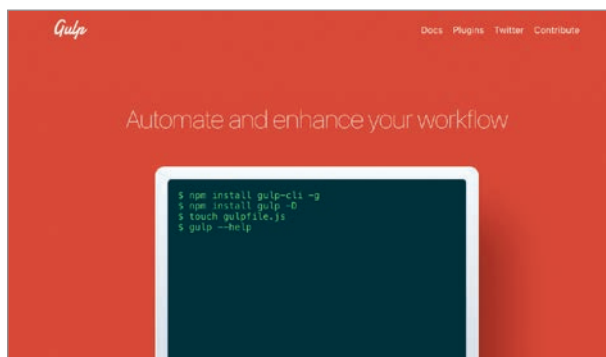 Gulp
Docs Plugins Twitter Contribute
Automate and enhance your workflow
$ npm install gulp-cli -g
$ npm install gulp -D
$ touch gulpfile.js
$ gulp --help